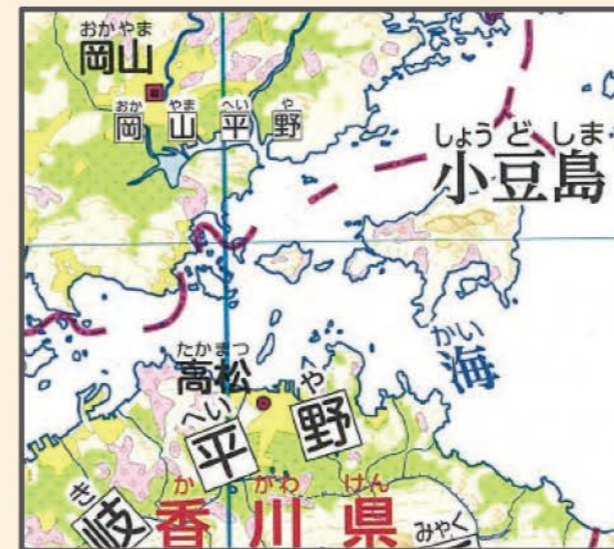 おかやま
岡山
おか やま へい や
岡山平野
しょうどしま
小豆島
かい
海
たかまつ
高松
へい や
平野
き
岐
か がわ けん
香川県
みゃく